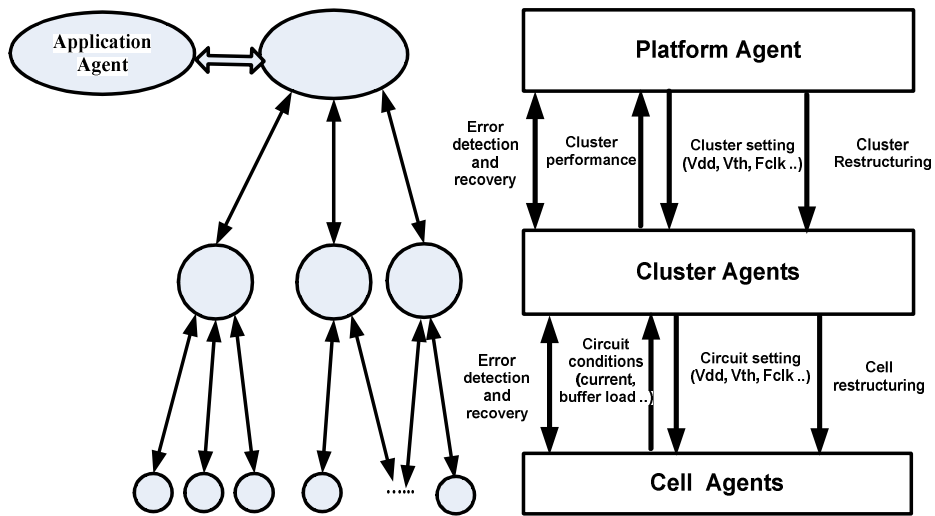 Application
Agent
Platform Agent
Error
detection
and
recovery
Cluster
performance
Cluster setting
(Vdd, Vth, Fclk ..)
Cluster
Restructuring
Cluster Agents
Error
detection
and
recovery
Circuit
conditions
(current,
buffer load ..)
Circuit setting
(Vdd, Vth, Fclk ..)
Cell
restructuring
Cell Agents
......